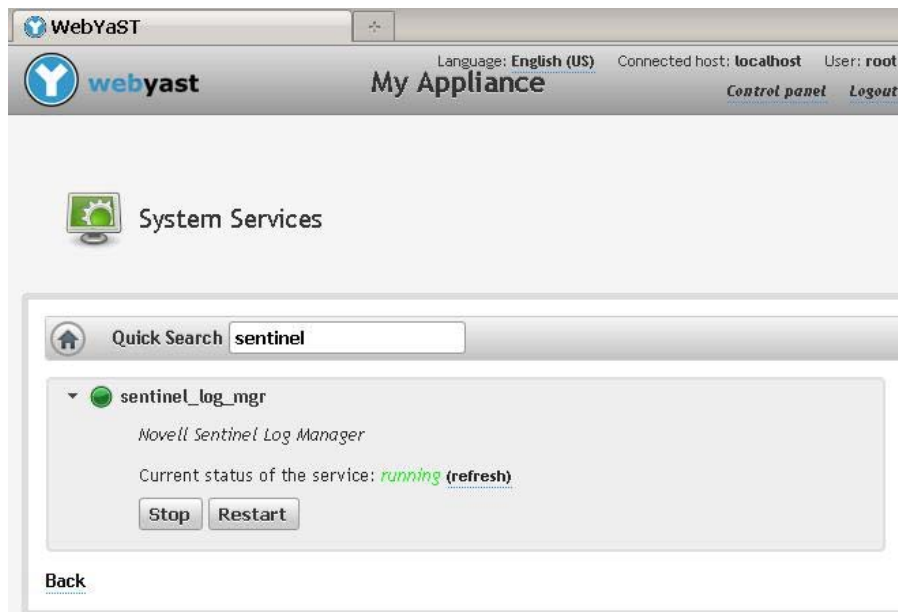 WebYaST
webyast
My Appliance
Language: English (US) Connected host: localhost User: root
Control panel Logout
System Services
Quick Search sentinel
sentinel_log_mgr
Novell Sentinel Log Manager
Current status of the service: running (refresh)
Stop Restart
Back